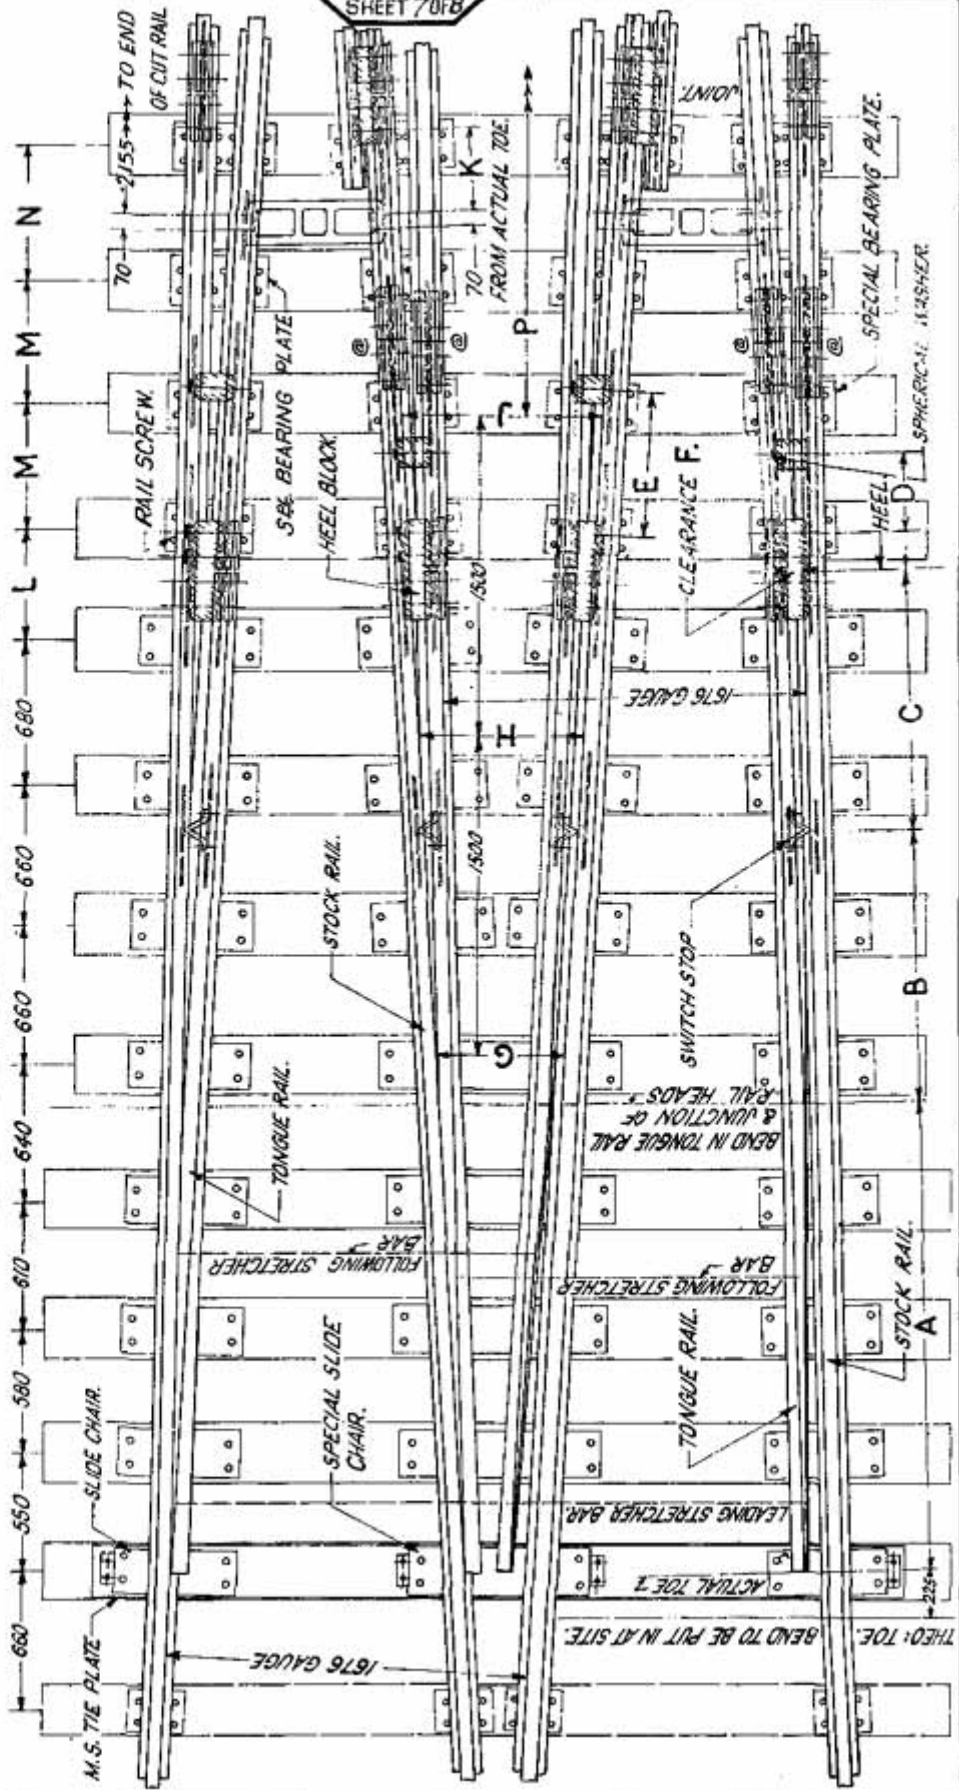 SHEET 7 OF 8
660
550
580
610
640
660
660
680
L
M
M
N
70
2155
TO END
OF CUT RAIL
M.S. TIE PLATE
SLIDE CHAIR.
TONGUE RAIL.
RAIL SCREW.
BEARING PLATE
HEEL BLOCK.
1676 GAUGE
SPECIAL SLIDE
CHAIR.
FOLLOWING STRETCHER
BAR
STOCK RAIL.
G
1500
H
1500
J
P
70
K
FROM ACTUAL TOE.
@
@
E
CLEARANCE F.
1676 GAUGE
THEO: TOE.
BEND TO BE PUT IN AT SITE.
ACTUAL TOE
LEADING STRETCHER BAR.
TONGUE RAIL.
FOLLOWING STRETCHER
BAR
BEND IN TONGUE RAIL
& JUNCTION OF
RAIL HEADS
SWITCH STOP
@
@
JOINT.
SPECIAL BEARING PLATE.
SPHERICAL WASHER.
HEEL
STOCK RAIL.
225
A
B
C
D